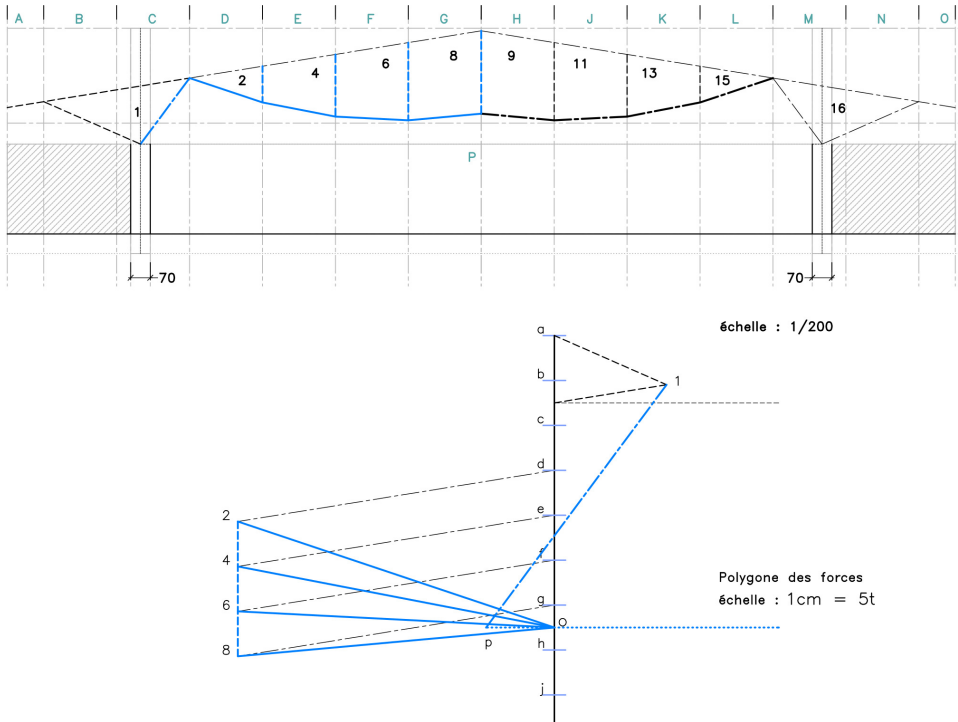 A B C D E F G H J K L M N O
1 2 4 6 8 9 11 13 15 16
P
70 70
échelle : 1/200
a
b
1
c
d
e
2
f
4
g
6
o
p
h
8
j
Polygone des forces
échelle : 1cm = 5t